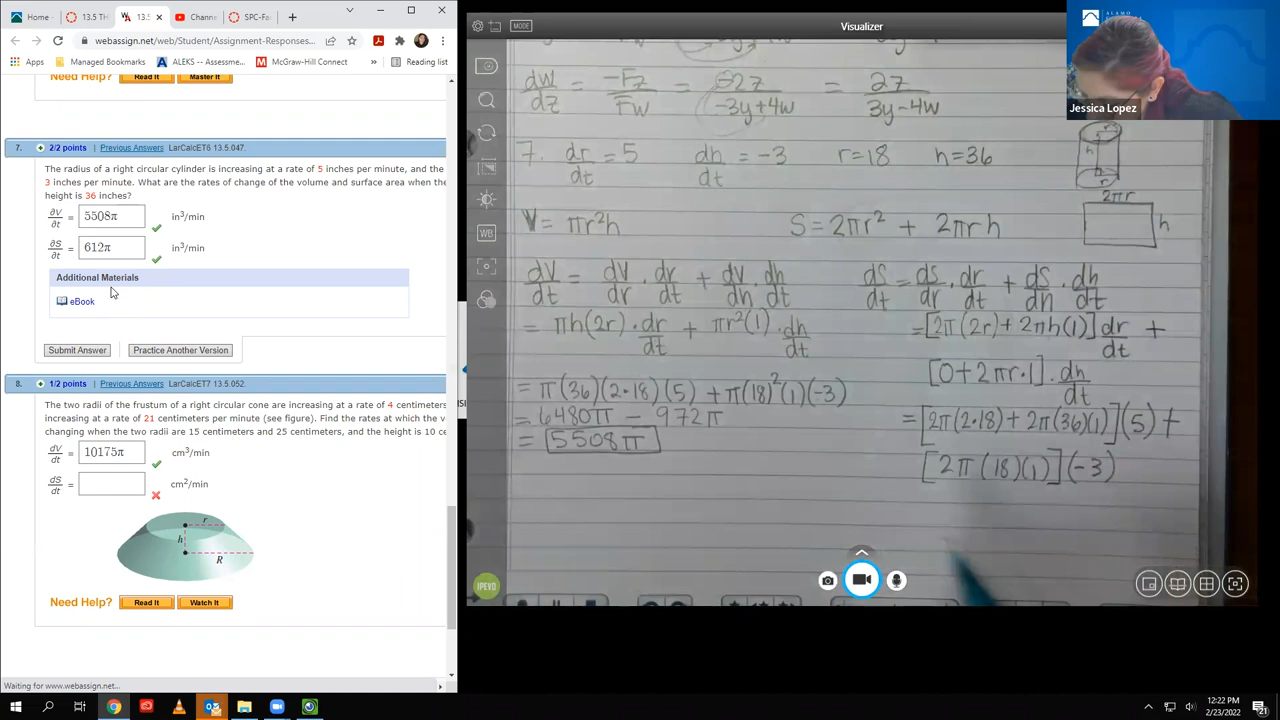 Home -
13.5 TH
13.5
Channe
SPC-Fa
webassign.net/web/Student/Assignment-Responses...
Apps
Managed Bookmarks
ALEKS -- Assessme...
McGraw-Hill Connect
Reading list
Need Help?
Read It
Master It
7.
2/2 points
Previous Answers
LarCalcET6 13.5.047.
The radius of a right circular cylinder is increasing at a rate of 5 inches per minute, and the
3 inches per minute. What are the rates of change of the volume and surface area when the
height is 36 inches?
∂V/∂t = 5508π in³/min
∂S/∂t = 612π in³/min
Additional Materials
eBook
Submit Answer
Practice Another Version
8.
1/2 points
Previous Answers
LarCalcET7 13.5.052.
The two radii of the frustum of a right circular cone are increasing at a rate of 4 centimeters
increasing at a rate of 21 centimeters per minute (see figure). Find the rates at which the v
changing when the two radii are 15 centimeters and 25 centimeters, and the height is 10 ce
dV/dt = 10175π cm³/min
dS/dt = cm²/min
r
h
R
Need Help?
Read It
Watch It
Waiting for www.webassign.net...
MODE
Visualizer
Jessica Lopez
WB
IPEVO
dW/dz = -Fz/Fw = -2z/-3y+4w = 2z/3y-4w
7. dr/dt = 5 dh/dt = -3 r=18 h=36
r
h
r
2πr
h
V = πr²h S = 2πr² + 2πrh
dV/dt = dV/dr · dr/dt + dV/dh · dh/dt
= πh(2r) · dr/dt + πr²(1) · dh/dt
= π(36)(2·18)(5) + π(18)²(1)(-3)
= 6480π - 972π
= 5508π
dS/dt = dS/dr · dr/dt + dS/dh · dh/dt
= [2π(2r) + 2πh(1)] dr/dt +
[0+2πr·1] · dh/dt
= [2π(2·18) + 2π(36)(1)](5) +
[2π(18)(1)](-3)
12:22 PM
2/23/2022
21